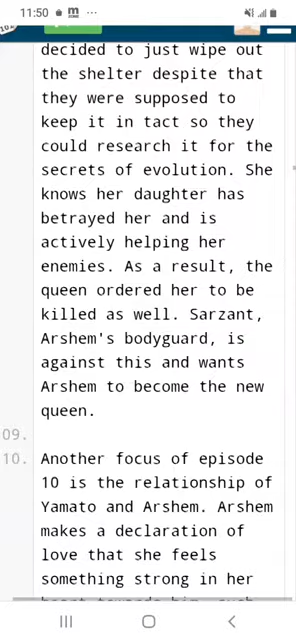 11:50
decided to just wipe out
the shelter despite that
they were supposed to
keep it in tact so they
could research it for the
secrets of evolution. She
knows her daughter has
betrayed her and is
actively helping her
enemies. As a result, the
queen ordered her to be
killed as well. Sarzant,
Arshem's bodyguard, is
against this and wants
Arshem to become the new
queen.
09.
10. Another focus of episode
10 is the relationship of
Yamato and Arshem. Arshem
makes a declaration of
love that she feels
something strong in her